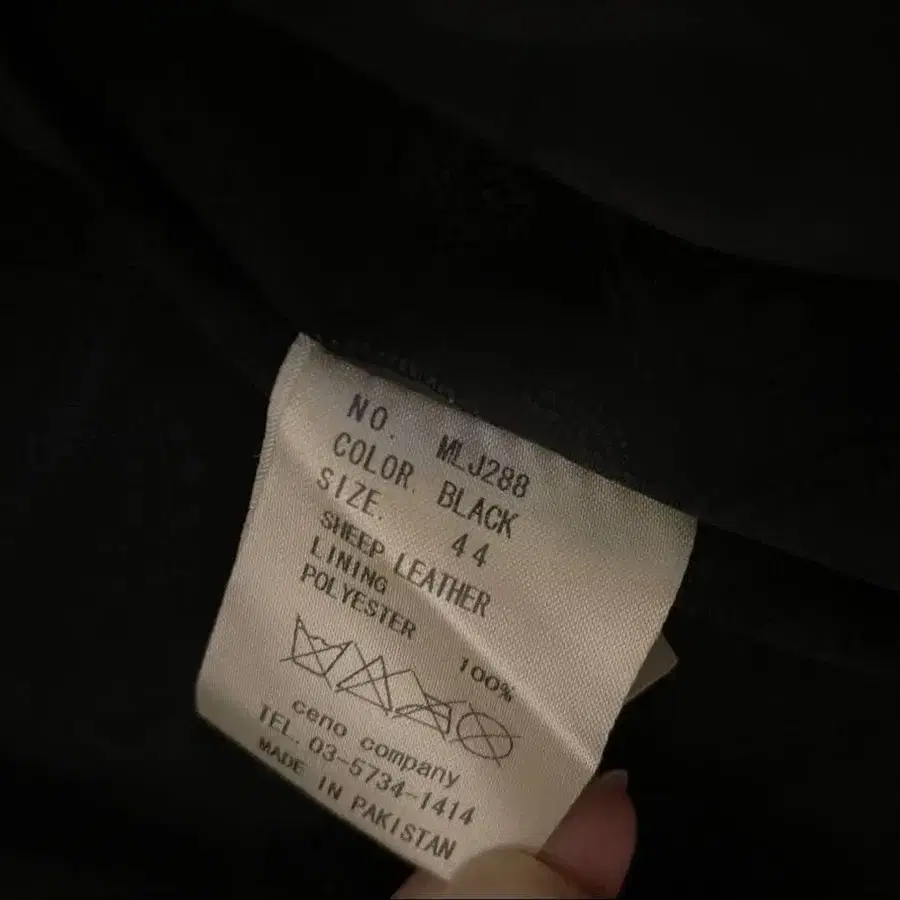 NO. MLJ288
COLOR. BLACK
SIZE. 44
SHEEP LEATHER
LINING
POLYESTER 100%
ceno company
TEL. 03-5734-1414
MADE IN PAKISTAN